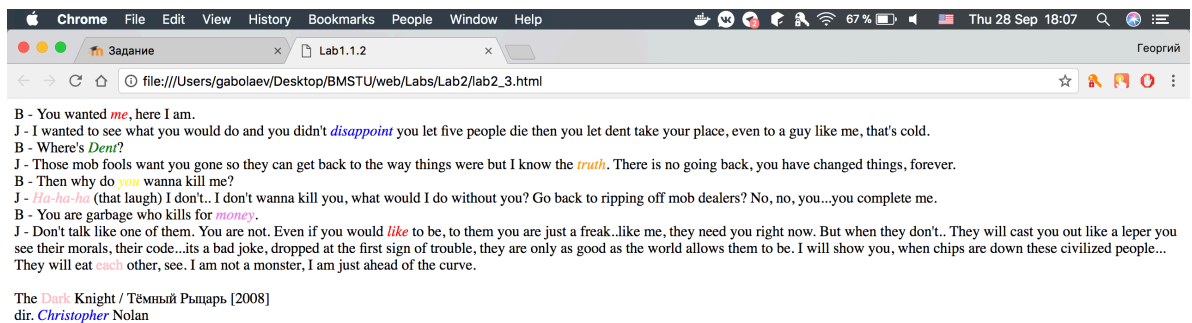 Chrome File Edit View History Bookmarks People Window Help 67 % Thu 28 Sep 18:07
Задание × Lab1.1.2 × Георгий
file:///Users/gabolaev/Desktop/BMSTU/web/Labs/Lab2/lab2_3.html
B - You wanted me, here I am.
J - I wanted to see what you would do and you didn't disappoint you let five people die then you let dent take your place, even to a guy like me, that's cold.
B - Where's Dent?
J - Those mob fools want you gone so they can get back to the way things were but I know the truth. There is no going back, you have changed things, forever.
B - Then why do you wanna kill me?
J - Ha-ha-ha (that laugh) I don't.. I don't wanna kill you, what would I do without you? Go back to ripping off mob dealers? No, no, you...you complete me.
B - You are garbage who kills for money.
J - Don't talk like one of them. You are not. Even if you would like to be, to them you are just a freak..like me, they need you right now. But when they don't.. They will cast you out like a leper you
see their morals, their code...its a bad joke, dropped at the first sign of trouble, they are only as good as the world allows them to be. I will show you, when chips are down these civilized people...
They will eat each other, see. I am not a monster, I am just ahead of the curve.
The Dark Knight / Тёмный Рыцарь [2008]
dir. Christopher Nolan